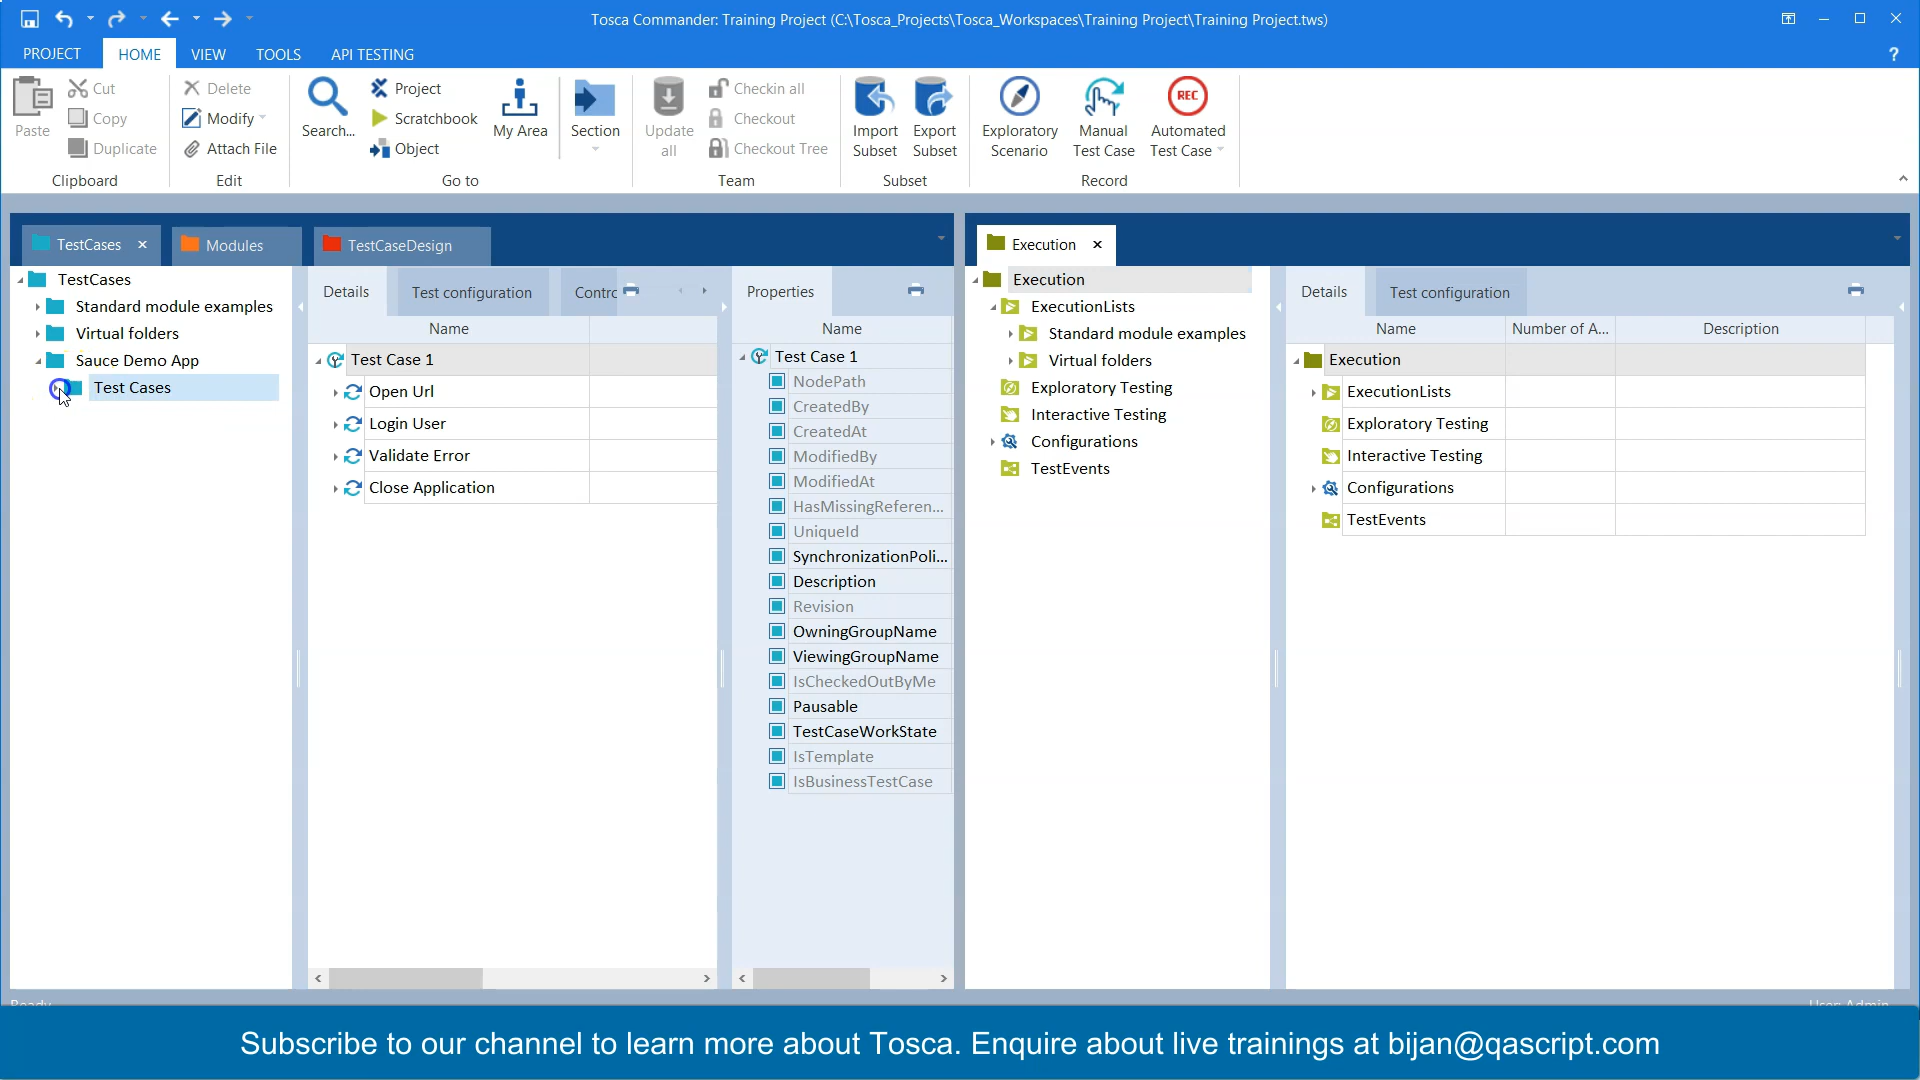 Tosca Commander: Training Project (C:\Tosca_Projects\Tosca_Workspaces\Training Project\Training Project.tws)
PROJECT HOME VIEW TOOLS API TESTING ?
Paste Cut Copy Duplicate
Clipboard
Delete Modify Attach File
Edit
Search... Project Scratchbook Object My Area Section
Go to
Update all Checkin all Checkout Checkout Tree
Team
Import Subset Export Subset
Subset
Exploratory Scenario Manual Test Case REC Automated Test Case
Record
TestCases Modules TestCaseDesign
TestCases
Standard module examples
Virtual folders
Sauce Demo App
Test Cases
Details Test configuration Contro
Name
Test Case 1
Open Url
Login User
Validate Error
Close Application
Properties
Name
Test Case 1
NodePath
CreatedBy
CreatedAt
ModifiedBy
ModifiedAt
HasMissingReferen...
UniqueId
SynchronizationPoli...
Description
Revision
OwningGroupName
ViewingGroupName
IsCheckedOutByMe
Pausable
TestCaseWorkState
IsTemplate
IsBusinessTestCase
Execution
Execution
ExecutionLists
Standard module examples
Virtual folders
Exploratory Testing
Interactive Testing
Configurations
TestEvents
Details Test configuration
Name Number of A... Description
Execution
ExecutionLists
Exploratory Testing
Interactive Testing
Configurations
TestEvents
Ready User: Admin
Subscribe to our channel to learn more about Tosca. Enquire about live trainings at bijan@qascript.com